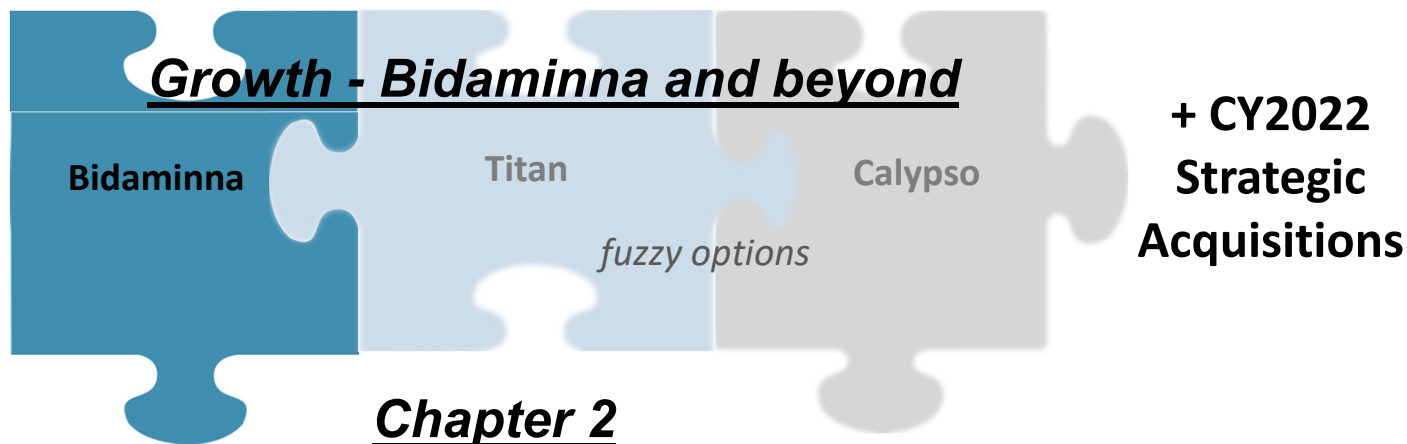 Growth - Bidaminna and beyond
Bidaminna
Titan
Calypso
fuzzy options
+ CY2022
Strategic
Acquisitions
Chapter 2